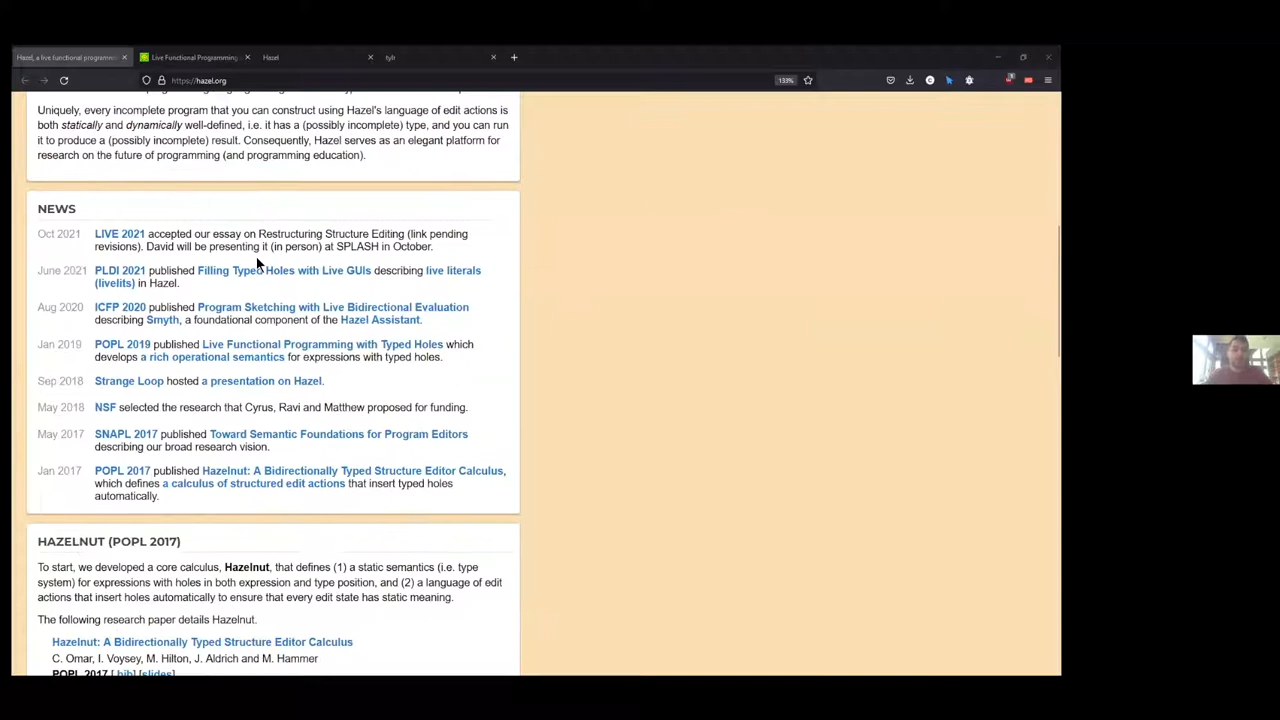 Hazel, a live functional programm
Live Functional Programming
Hazel
tylr
https://hazel.org
133%
Uniquely, every incomplete program that you can construct using Hazel's language of edit actions is
both statically and dynamically well-defined, i.e. it has a (possibly incomplete) type, and you can run
it to produce a (possibly incomplete) result. Consequently, Hazel serves as an elegant platform for
research on the future of programming (and programming education).
NEWS
Oct 2021 LIVE 2021 accepted our essay on Restructuring Structure Editing (link pending
revisions). David will be presenting it (in person) at SPLASH in October.
June 2021 PLDI 2021 published Filling Typed Holes with Live GUIs describing live literals
(livelits) in Hazel.
Aug 2020 ICFP 2020 published Program Sketching with Live Bidirectional Evaluation
describing Smyth, a foundational component of the Hazel Assistant.
Jan 2019 POPL 2019 published Live Functional Programming with Typed Holes which
develops a rich operational semantics for expressions with typed holes.
Sep 2018 Strange Loop hosted a presentation on Hazel.
May 2018 NSF selected the research that Cyrus, Ravi and Matthew proposed for funding.
May 2017 SNAPL 2017 published Toward Semantic Foundations for Program Editors
describing our broad research vision.
Jan 2017 POPL 2017 published Hazelnut: A Bidirectionally Typed Structure Editor Calculus,
which defines a calculus of structured edit actions that insert typed holes
automatically.
HAZELNUT (POPL 2017)
To start, we developed a core calculus, Hazelnut, that defines (1) a static semantics (i.e. type
system) for expressions with holes in both expression and type position, and (2) a language of edit
actions that insert holes automatically to ensure that every edit state has static meaning.
The following research paper details Hazelnut.
Hazelnut: A Bidirectionally Typed Structure Editor Calculus
C. Omar, I. Voysey, M. Hilton, J. Aldrich and M. Hammer
POPL 2017 [.bib] [slides]